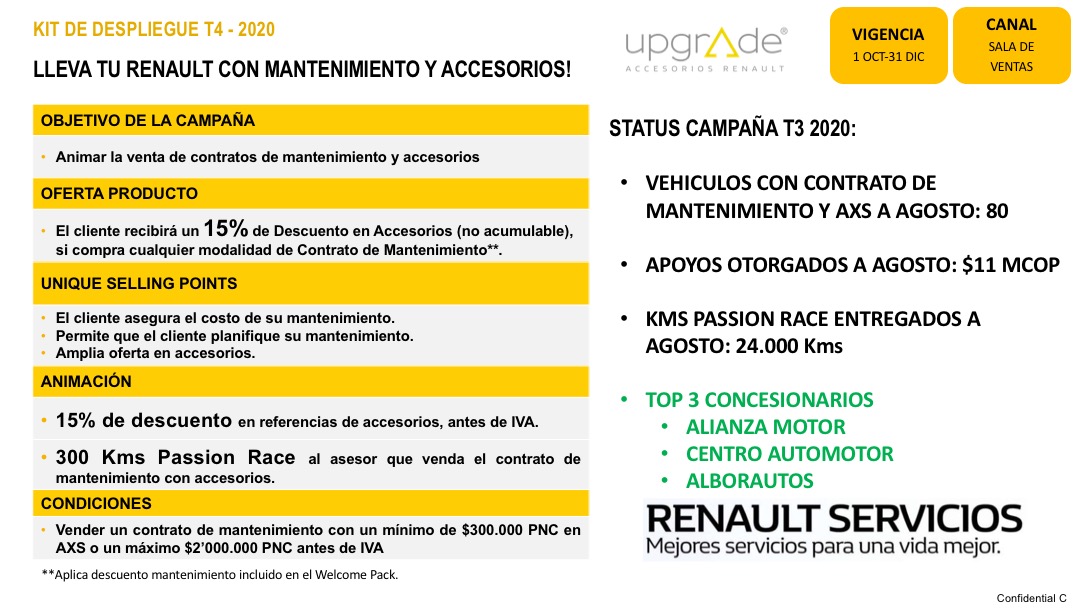 KIT DE DESPLIEGUE T4 - 2020
LLEVA TU RENAULT CON MANTENIMIENTO Y ACCESORIOS!
upgrade®
ACCESORIOS RENAULT
VIGENCIA
1 OCT-31 DIC
CANAL
SALA DE
VENTAS
OBJETIVO DE LA CAMPAÑA
• Animar la venta de contratos de mantenimiento y accesorios
OFERTA PRODUCTO
• El cliente recibirá un 15% de Descuento en Accesorios (no acumulable),
si compra cualquier modalidad de Contrato de Mantenimiento**.
UNIQUE SELLING POINTS
• El cliente asegura el costo de su mantenimiento.
• Permite que el cliente planifique su mantenimiento.
• Amplia oferta en accesorios.
ANIMACIÓN
• 15% de descuento en referencias de accesorios, antes de IVA.
• 300 Kms Passion Race al asesor que venda el contrato de
mantenimiento con accesorios.
CONDICIONES
• Vender un contrato de mantenimiento con un mínimo de $300.000 PNC en
AXS o un máximo $2’000.000 PNC antes de IVA
**Aplica descuento mantenimiento incluido en el Welcome Pack.
STATUS CAMPAÑA T3 2020:
• VEHICULOS CON CONTRATO DE
MANTENIMIENTO Y AXS A AGOSTO: 80
• APOYOS OTORGADOS A AGOSTO: $11 MCOP
• KMS PASSION RACE ENTREGADOS A
AGOSTO: 24.000 Kms
• TOP 3 CONCESIONARIOS
• ALIANZA MOTOR
• CENTRO AUTOMOTOR
• ALBORAUTOS
RENAULT SERVICIOS
Mejores servicios para una vida mejor.
Confidential C